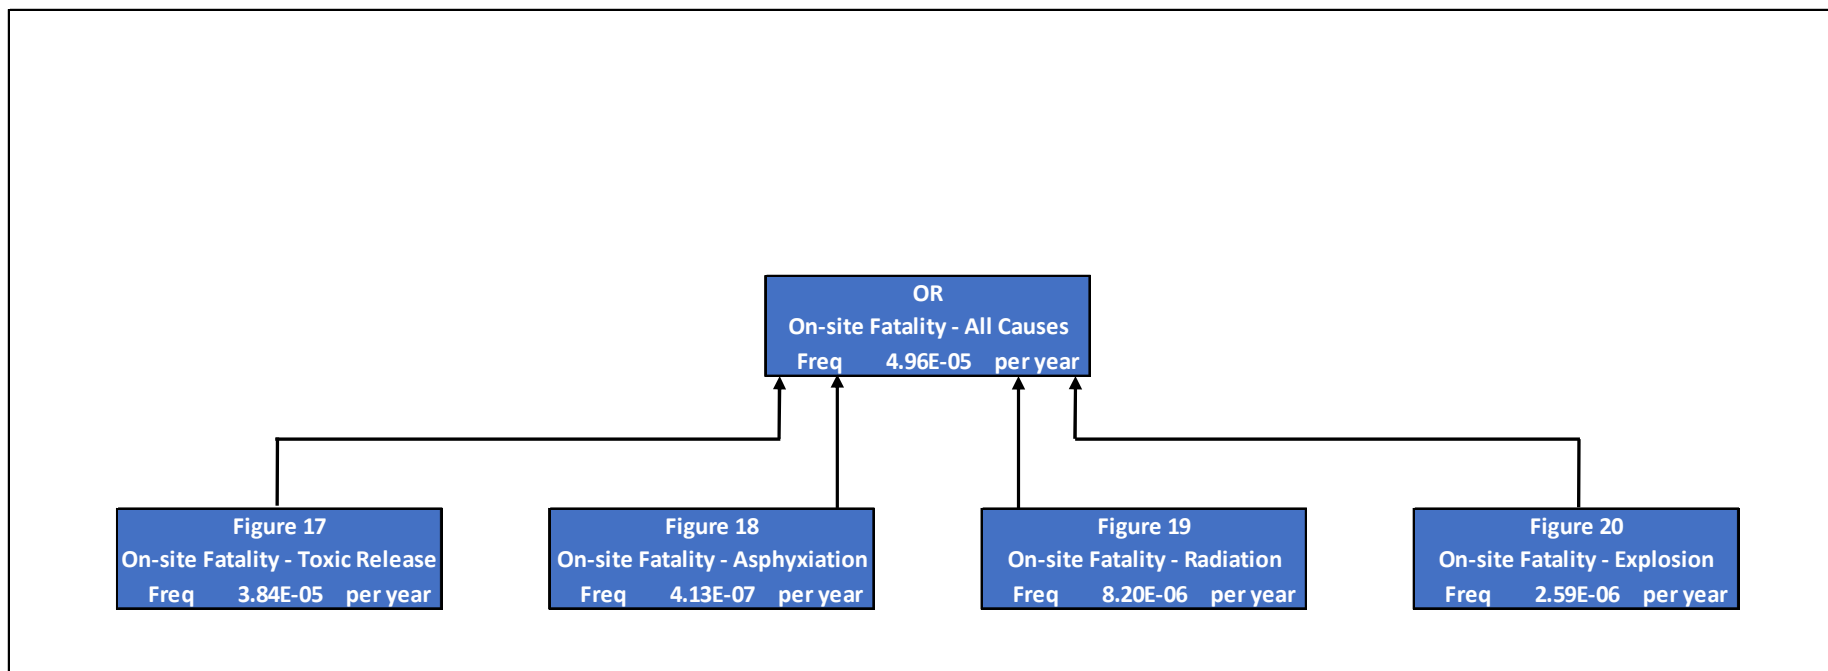 OR
On-site Fatality - All Causes
Freq 4.96E-05 per year
Figure 17
On-site Fatality - Toxic Release
Freq 3.84E-05 per year
Figure 18
On-site Fatality - Asphyxiation
Freq 4.13E-07 per year
Figure 19
On-site Fatality - Radiation
Freq 8.20E-06 per year
Figure 20
On-site Fatality - Explosion
Freq 2.59E-06 per year